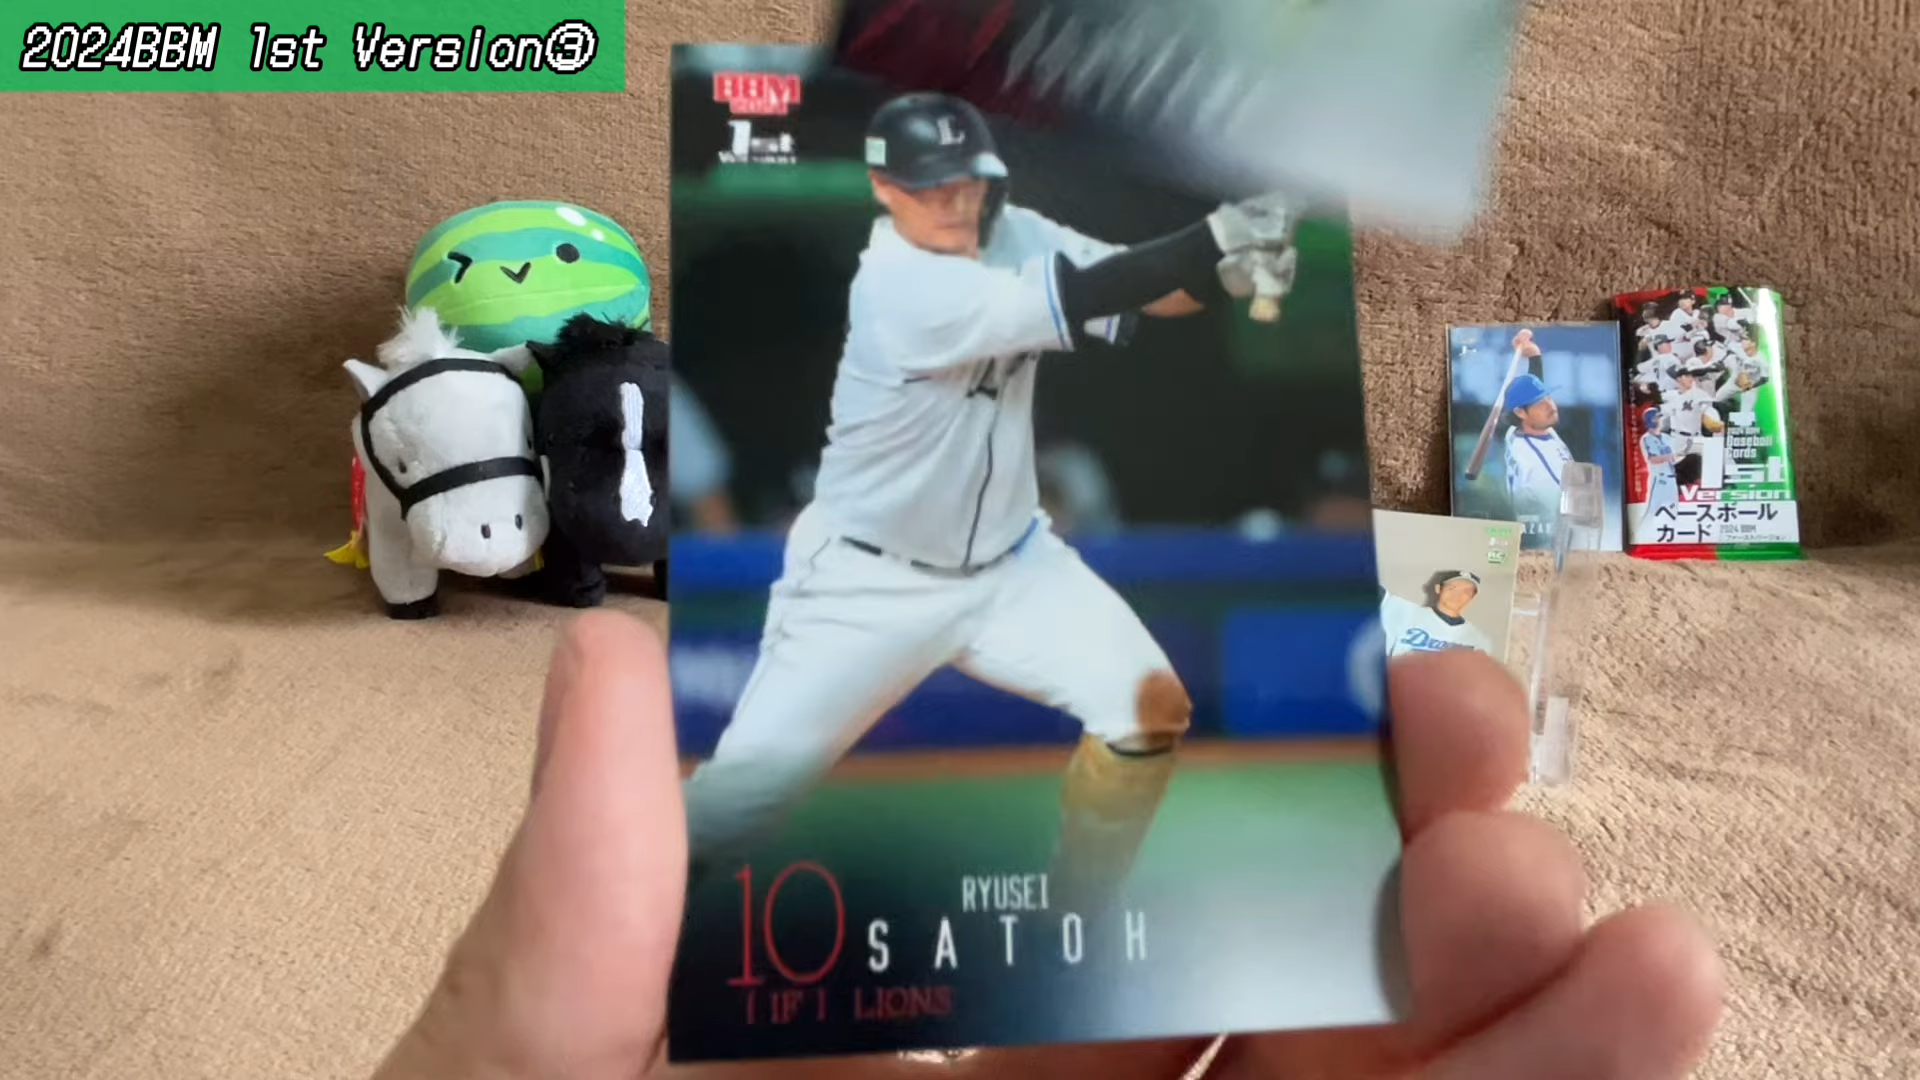 2024BBM 1st Version③
BBM
1st
L
RYUSEI
10 SATOH
| IF | LIONS
1st
Version
ベースボール
カード 2024 BBM
ファーストバージョン
2024 BBM
Baseball
Cards